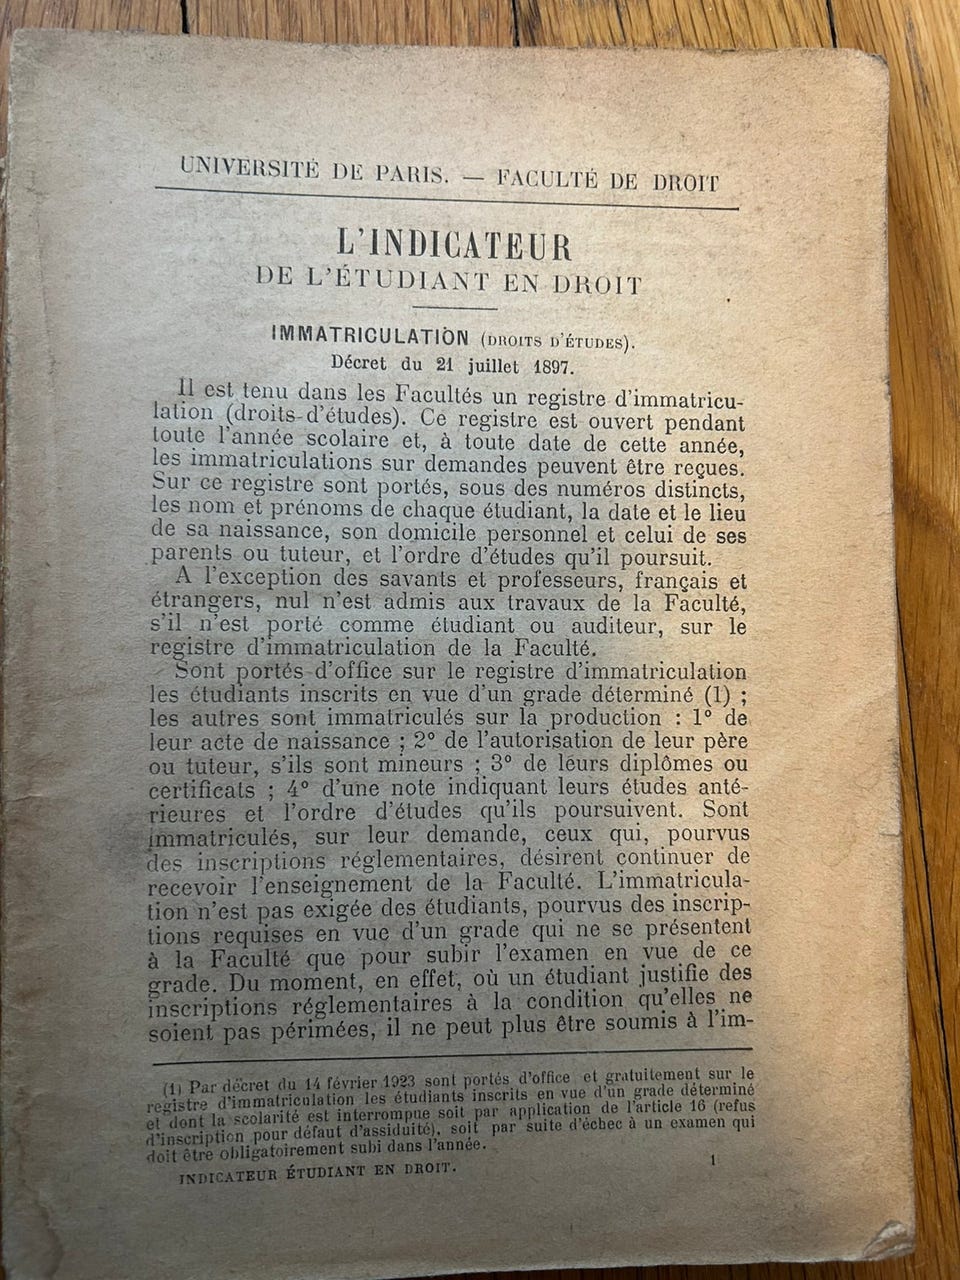 UNIVERSITÉ DE PARIS. — FACULTÉ DE DROIT
L'INDICATEUR
DE L'ÉTUDIANT EN DROIT
IMMATRICULATION (DROITS D'ÉTUDES).
Décret du 21 juillet 1897.
Il est tenu dans les Facultés un registre d'immatricu-
lation (droits d'études). Ce registre est ouvert pendant
toute l'année scolaire et, à toute date de cette année,
les immatriculations sur demandes peuvent être reçues.
Sur ce registre sont portés, sous des numéros distincts,
les nom et prénoms de chaque étudiant, la date et le lieu
de sa naissance, son domicile personnel et celui de ses
parents ou tuteur, et l'ordre d'études qu'il poursuit.
A l'exception des savants et professeurs, français et
étrangers, nul n'est admis aux travaux de la Faculté,
s'il n'est porté comme étudiant ou auditeur, sur le
registre d'immatriculation de la Faculté.
Sont portés d'office sur le registre d'immatriculation
les étudiants inscrits en vue d'un grade déterminé (1) ;
les autres sont immatriculés sur la production : 1° de
leur acte de naissance ; 2° de l'autorisation de leur père
ou tuteur, s'ils sont mineurs ; 3° de leurs diplômes ou
certificats ; 4° d'une note indiquant leurs études anté-
rieures et l'ordre d'études qu'ils poursuivent. Sont
immatriculés, sur leur demande, ceux qui, pourvus
des inscriptions réglementaires, désirent continuer de
recevoir l'enseignement de la Faculté. L'immatricula-
tion n'est pas exigée des étudiants, pourvus des inscrip-
tions requises en vue d'un grade qui ne se présentent
à la Faculté que pour subir l'examen en vue de ce
grade. Du moment, en effet, où un étudiant justifie des
inscriptions réglementaires à la condition qu'elles ne
soient pas périmées, il ne peut plus être soumis à l'im-
(1) Par décret du 14 février 1923 sont portés d'office et gratuitement sur le
registre d'immatriculation les étudiants inscrits en vue d'un grade déterminé
et dont la scolarité est interrompue soit par application de l'article 16 (refus
d'inscription pour défaut d'assiduité), soit par suite d'échec à un examen qui
doit être obligatoirement subi dans l'année.
INDICATEUR ÉTUDIANT EN DROIT. 1